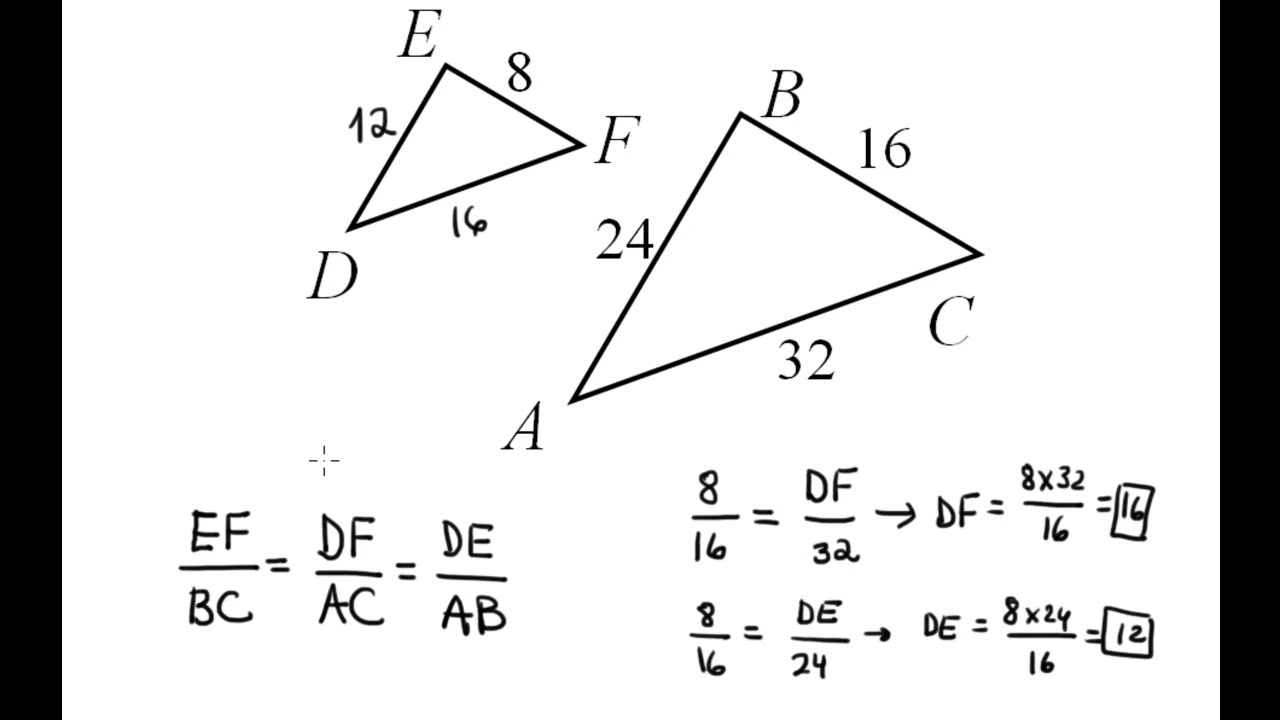 E
8
B
12
F
16
16
24
D
C
32
A
EF/BC = DF/AC = DE/AB
8/16 = DF/32 → DF = 8x32/16 = 16
8/16 = DE/24 → DE = 8x24/16 = 12